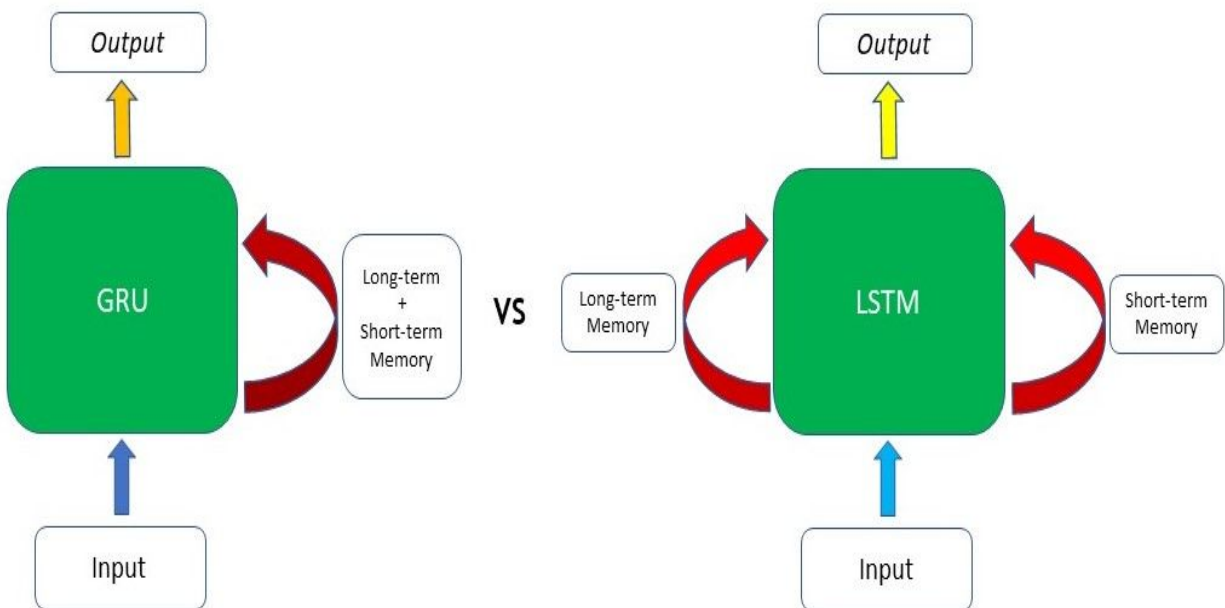 Output
GRU
Long-term
+
Short-term
Memory
Input
VS
Output
Long-term
Memory
LSTM
Short-term
Memory
Input